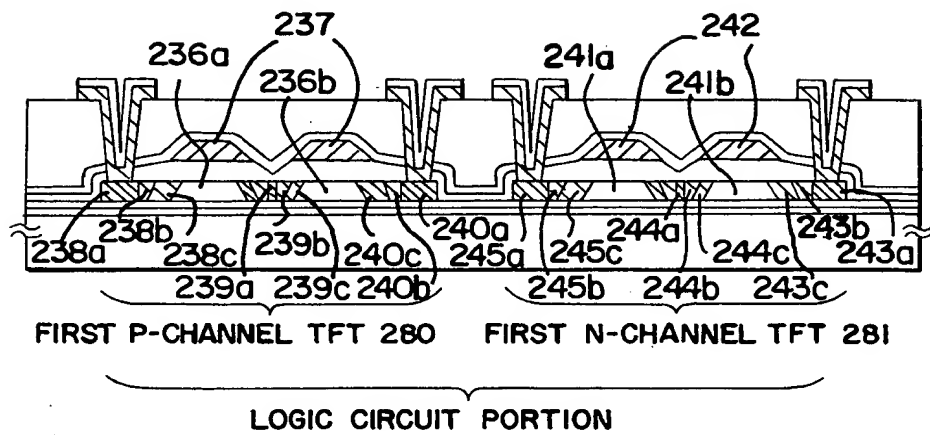 237 241a 242
236a 236b 241b
238a 238b 238c 239b 240c 240a 245a 245c 244a 244c 243b 243a
239a 239c 240b 245b 244b 243c
FIRST P-CHANNEL TFT 280 FIRST N-CHANNEL TFT 281
LOGIC CIRCUIT PORTION